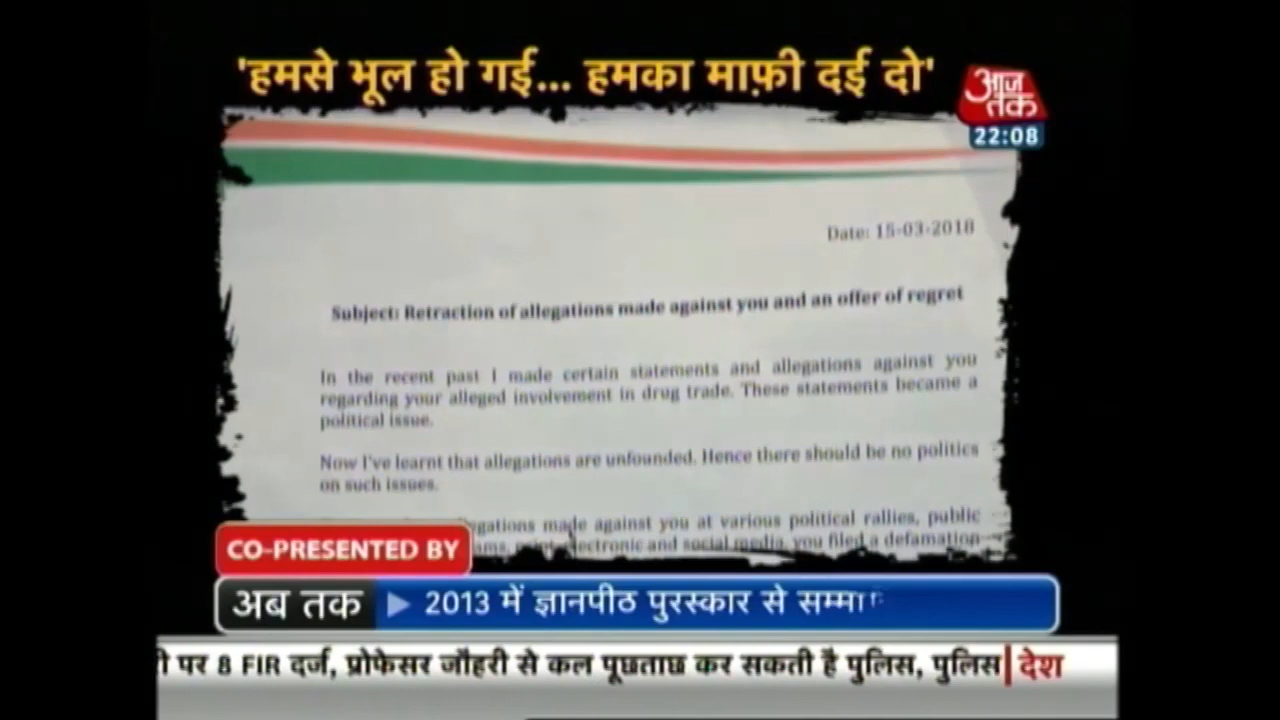 'हमसे भूल हो गई... हमका माफ़ी दई दो'
आज
तक
22:08
Date: 15-03-2018
Subject: Retraction of allegations made against you and an offer of regret
In the recent past I made certain statements and allegations against you
regarding your alleged involvement in drug trade. These statements became a
political issue.
Now I've learnt that allegations are unfounded. Hence there should be no politics
on such issues.
made against you at various political rallies, public
and social media, you filed a defamation
CO-PRESENTED BY
अब तक
2013 में ज्ञानपीठ पुरस्कार से
पर 8 FIR दर्ज, प्रोफेसर जौहरी से कल पूछताछ कर सकती है पुलिस, पुलिस
देश